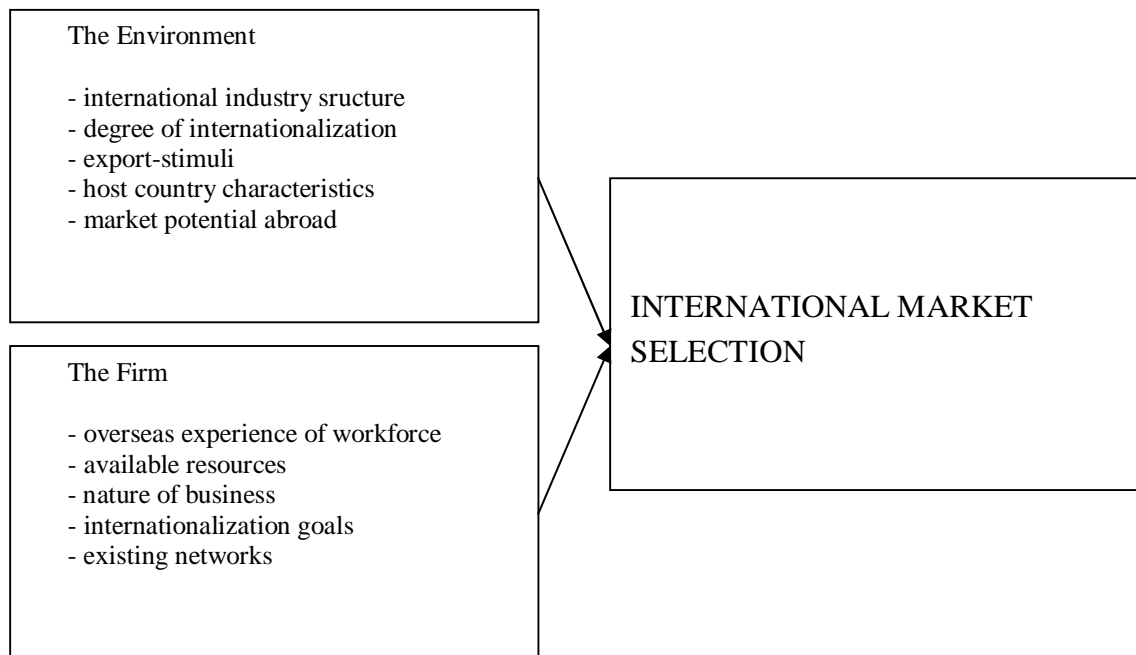 The Environment
- international industry sructure
- degree of internationalization
- export-stimuli
- host country characteristics
- market potential abroad
The Firm
- overseas experience of workforce
- available resources
- nature of business
- internationalization goals
- existing networks
INTERNATIONAL MARKET
SELECTION